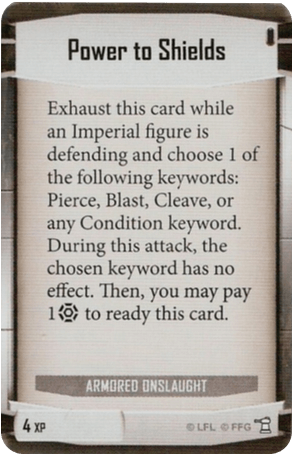 Power to Shields
Exhaust this card while
an Imperial figure is
defending and choose 1 of
the following keywords:
Pierce, Blast, Cleave, or
any Condition keyword.
During this attack, the
chosen keyword has no
effect. Then, you may pay
1 to ready this card.
ARMORED ONSLAUGHT
4 XP
© LFL © FFG